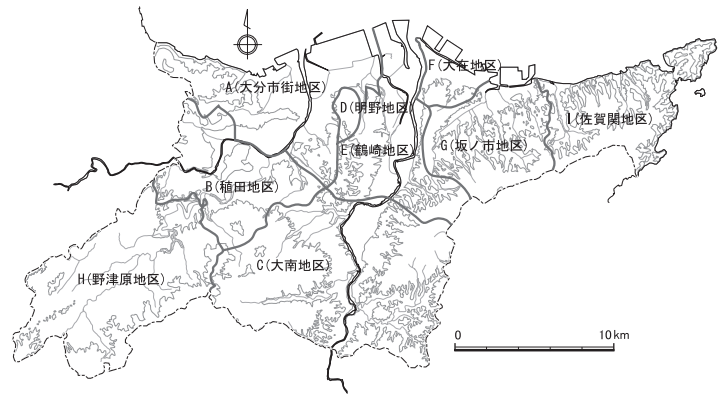 F(大在地区)
A(大分市街地区)
D(明野地区)
I(佐賀関地区)
G(坂ノ市地区)
E(鶴崎地区)
B(稙田地区)
C(大南地区)
H(野津原地区)
0 10km